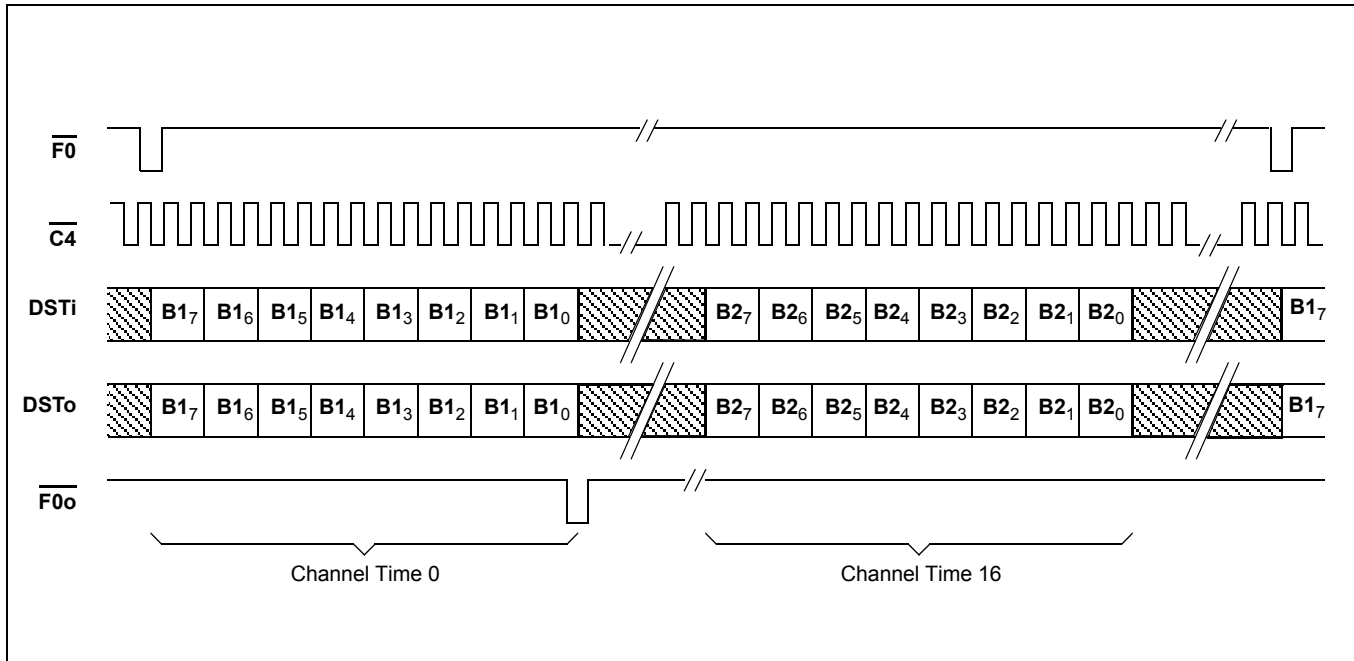 F0
C4
DSTi B17 B16 B15 B14 B13 B12 B11 B10 B27 B26 B25 B24 B23 B22 B21 B20 B17
DSTo B17 B16 B15 B14 B13 B12 B11 B10 B27 B26 B25 B24 B23 B22 B21 B20 B17
F0o
Channel Time 0 Channel Time 16